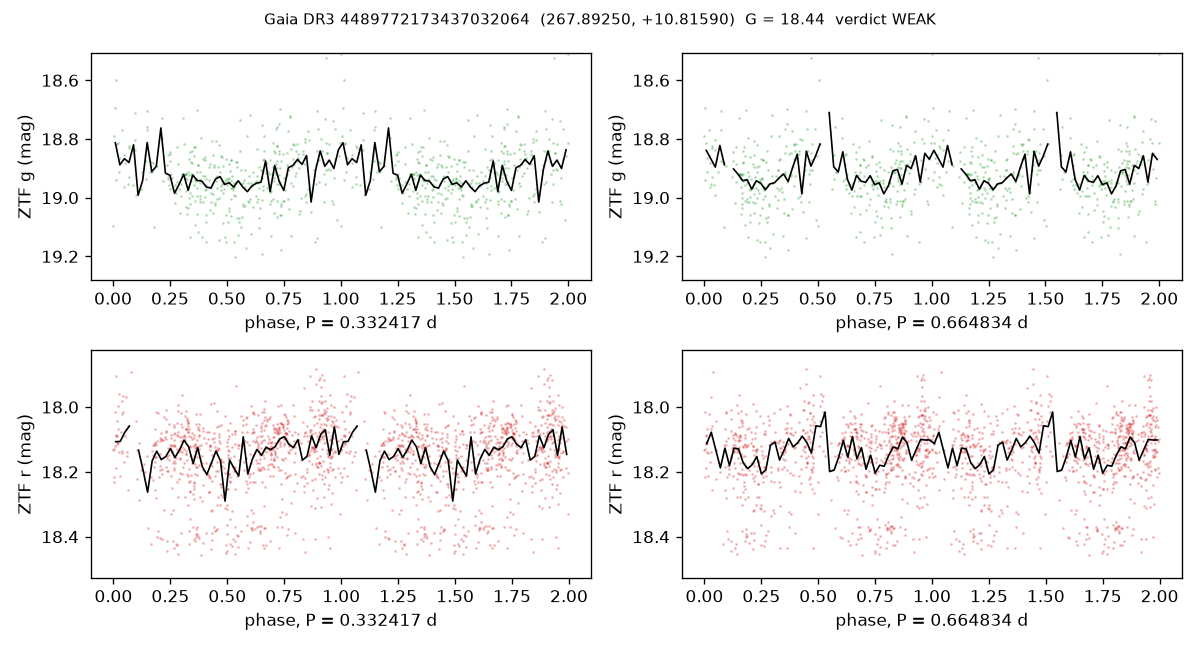 Gaia DR3 4489772173437032064 (267.89250, +10.81590) G = 18.44 verdict WEAK
ZTF g (mag)
18.6
18.8
19.0
19.2
0.00 0.25 0.50 0.75 1.00 1.25 1.50 1.75 2.00
phase, P = 0.332417 d
ZTF g (mag)
18.6
18.8
19.0
19.2
0.00 0.25 0.50 0.75 1.00 1.25 1.50 1.75 2.00
phase, P = 0.664834 d
ZTF r (mag)
18.0
18.2
18.4
0.00 0.25 0.50 0.75 1.00 1.25 1.50 1.75 2.00
phase, P = 0.332417 d
ZTF r (mag)
18.0
18.2
18.4
0.00 0.25 0.50 0.75 1.00 1.25 1.50 1.75 2.00
phase, P = 0.664834 d